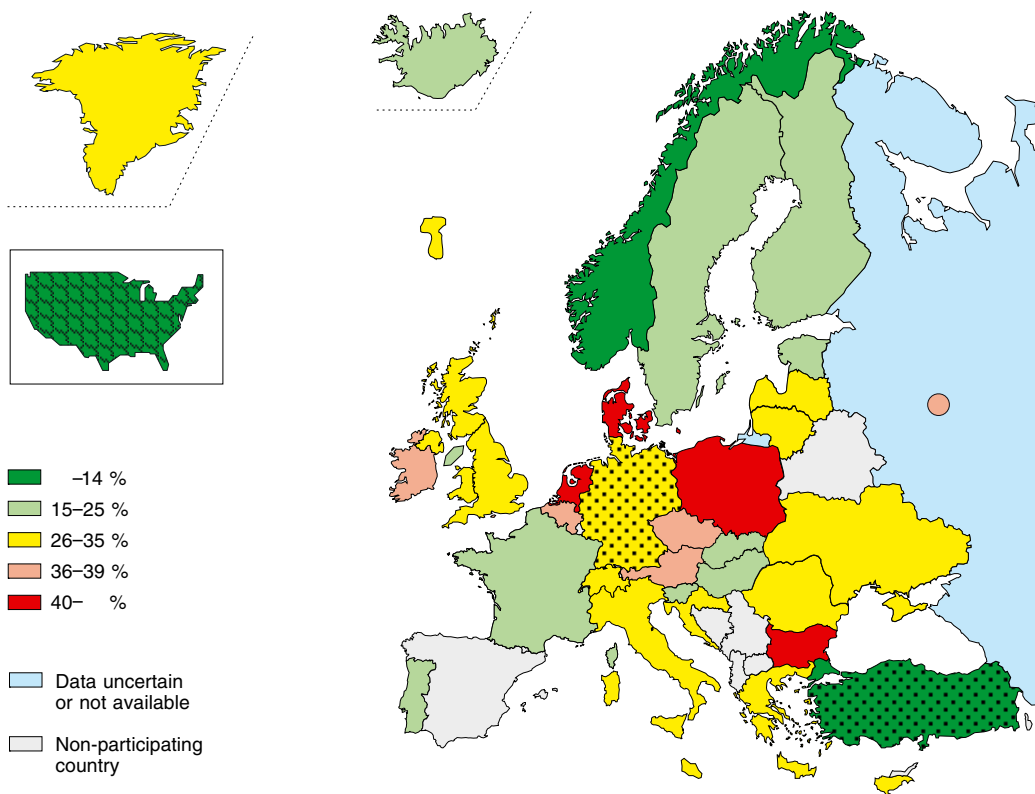 –14 %
15–25 %
26–35 %
36–39 %
40– %
Data uncertain
or not available
Non-participating
country